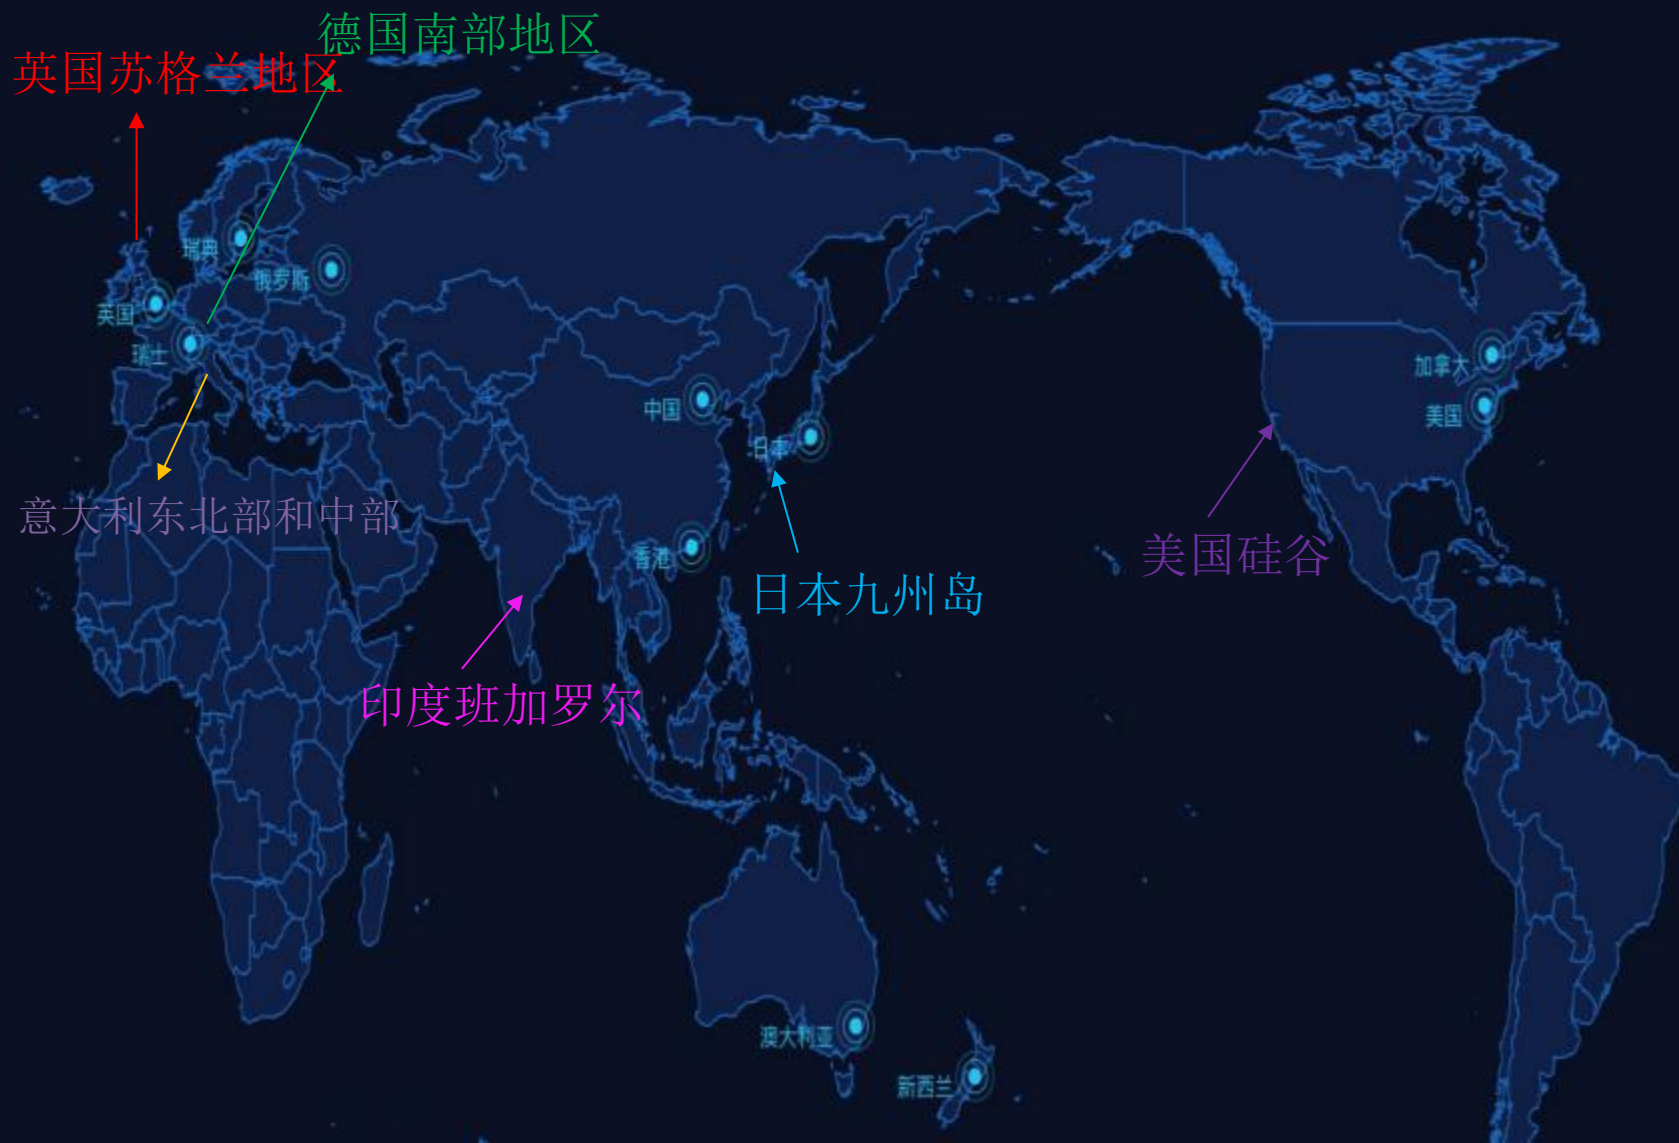 德国南部地区
英国苏格兰地区
瑞典
俄罗斯
英国
瑞士
加拿大
中国
美国
日本
意大利东北部和中部
香港
美国硅谷
日本九州岛
印度班加罗尔
澳大利亚
新西兰